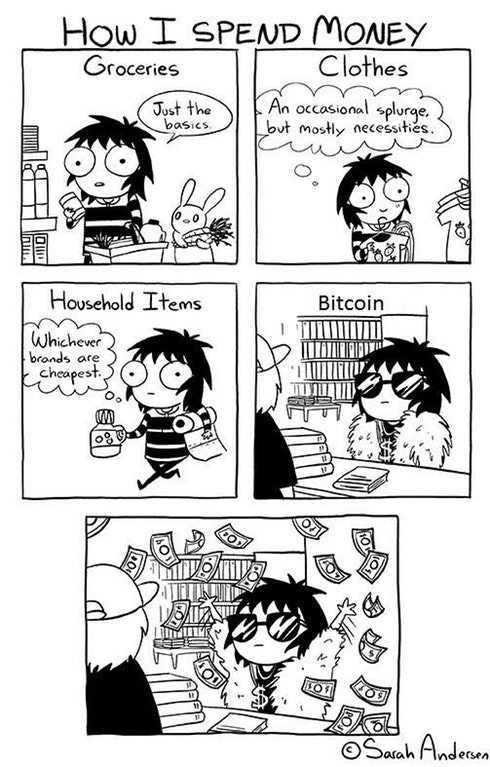 How I SPEND MONEY
Groceries
Just the
basics.
Clothes
An occasional splurge,
but mostly necessities.
Household Items
Whichever
brands are
cheapest.
Bitcoin
$
$
© Sarah Andersen